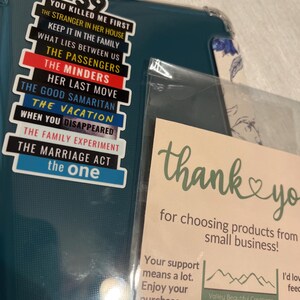 YOU KILLED ME FIRST
THE STRANGER IN HER HOUSE
KEEP IT IN THE FAMILY
WHAT LIES BETWEEN US
THE PASSENGERS
THE MINDERS
HER LAST MOVE
THE GOOD SAMARITAN
THE VACATION
WHEN YOU DISAPPEARED
THE FAMILY EXPERIMENT
THE MARRIAGE ACT
the one
thank yo
for choosing products from
small business!
Your support
means a lot.
Enjoy your
I'd lov
feed